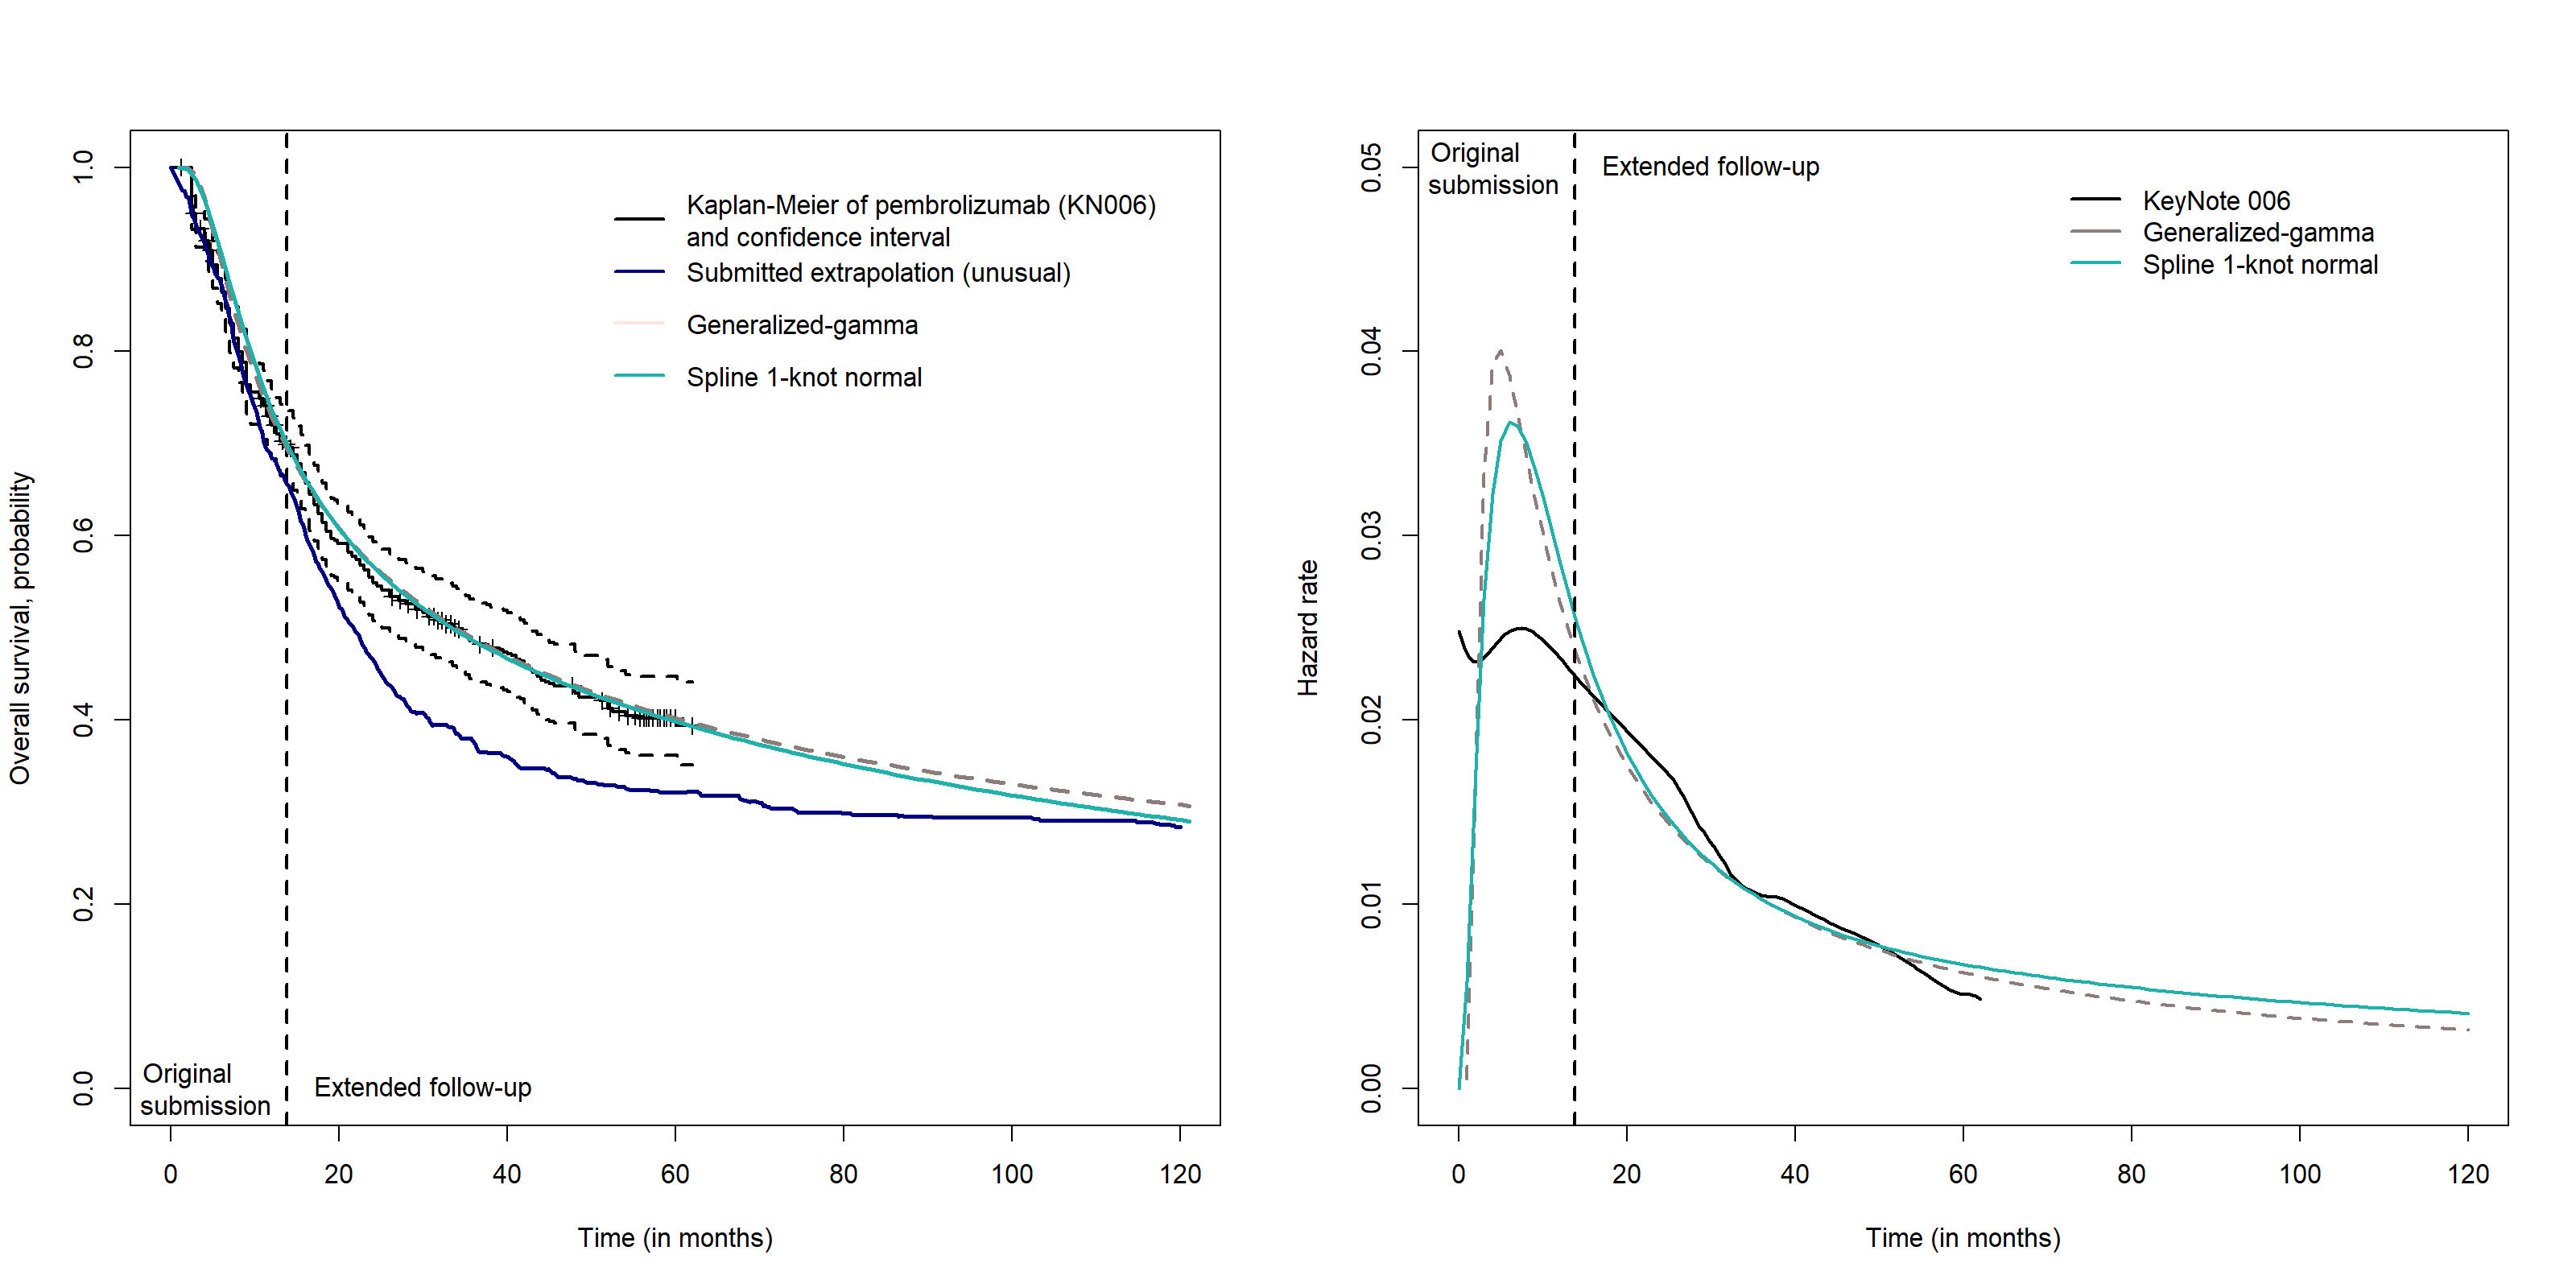 Overall survival, probability
1.0
0.8
0.6
0.4
0.2
0.0
Kaplan-Meier of pembrolizumab (KN006)
and confidence interval
Submitted extrapolation (unusual)
Generalized-gamma
Spline 1-knot normal
Original
submission
Extended follow-up
0 20 40 60 80 100 120
Time (in months)
Hazard rate
0.05
0.04
0.03
0.02
0.01
0.00
Original
submission
Extended follow-up
KeyNote 006
Generalized-gamma
Spline 1-knot normal
0 20 40 60 80 100 120
Time (in months)